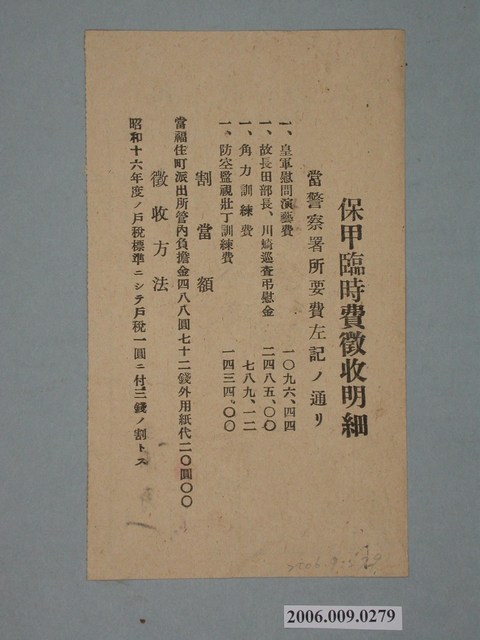 保甲臨時費徵收明細
當警察署所要費左記ノ通リ
一、皇軍慰問演藝費 一〇九六、四四
一、故長田部長、川崎巡査弔慰金 二四八五、〇〇
一、角力訓練費 七八九、一二
一、防空監視壯丁訓練費 一四三四、〇〇
割當額
當福住町派出所管內負擔金四八八圓七十二錢外用紙代二〇圓〇〇
徵收方法
昭和十六年度ノ戶稅標準ニシテ戶稅一圓ニ付三錢ノ割トス
2006.009.0279